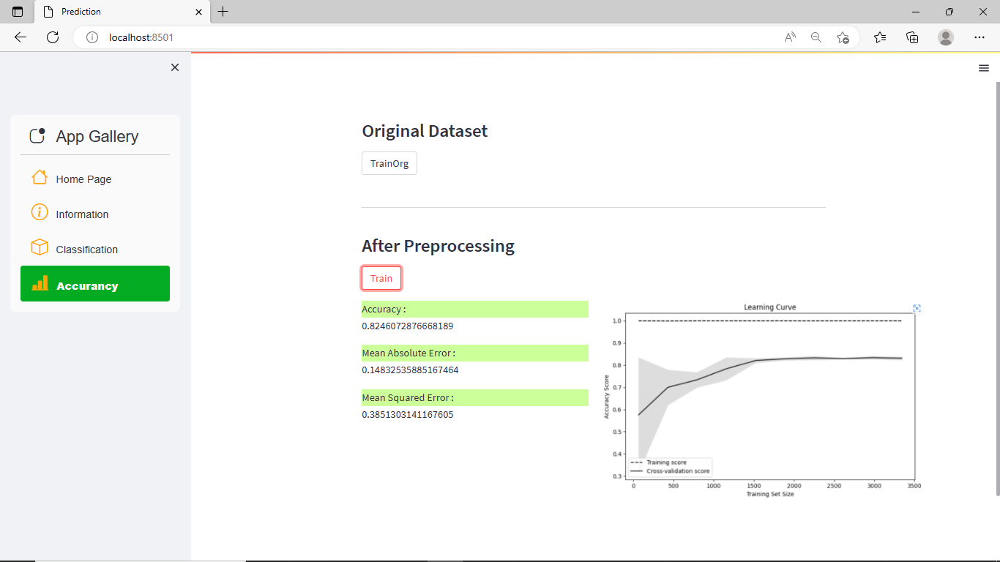 Prediction
localhost:8501
App Gallery
Home Page
Information
Classification
Accurancy
Original Dataset
TrainOrg
After Preprocessing
Train
Accuracy :
0.8246072876668189
Mean Absolute Error :
0.14832535885167464
Mean Squared Error :
0.3851303141167605
Learning Curve
1.0
0.9
0.8
0.7
0.6
0.5
0.4
0.3
Accuracy Score
Training score
Cross-validation score
0 500 1000 1500 2000 2500 3000 3500
Training Set Size